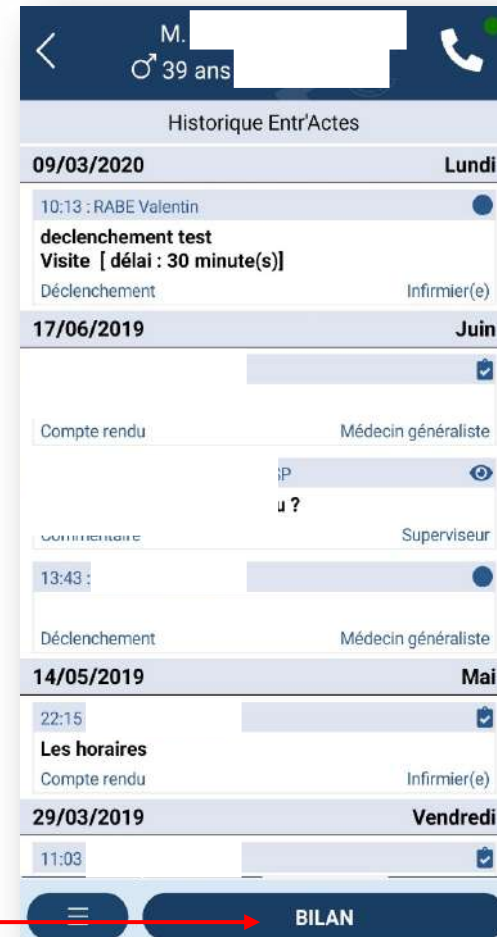 M.
♂ 39 ans
Historique Entr'Actes
09/03/2020 Lundi
10:13 : RABE Valentin
declenchement test
Visite [ délai : 30 minute(s)]
Déclenchement Infirmier(e)
17/06/2019 Juin
Compte rendu Médecin généraliste
SP
u ?
Commentaire Superviseur
13:43 :
Déclenchement Médecin généraliste
14/05/2019 Mai
22:15
Les horaires
Compte rendu Infirmier(e)
29/03/2019 Vendredi
11:03
BILAN